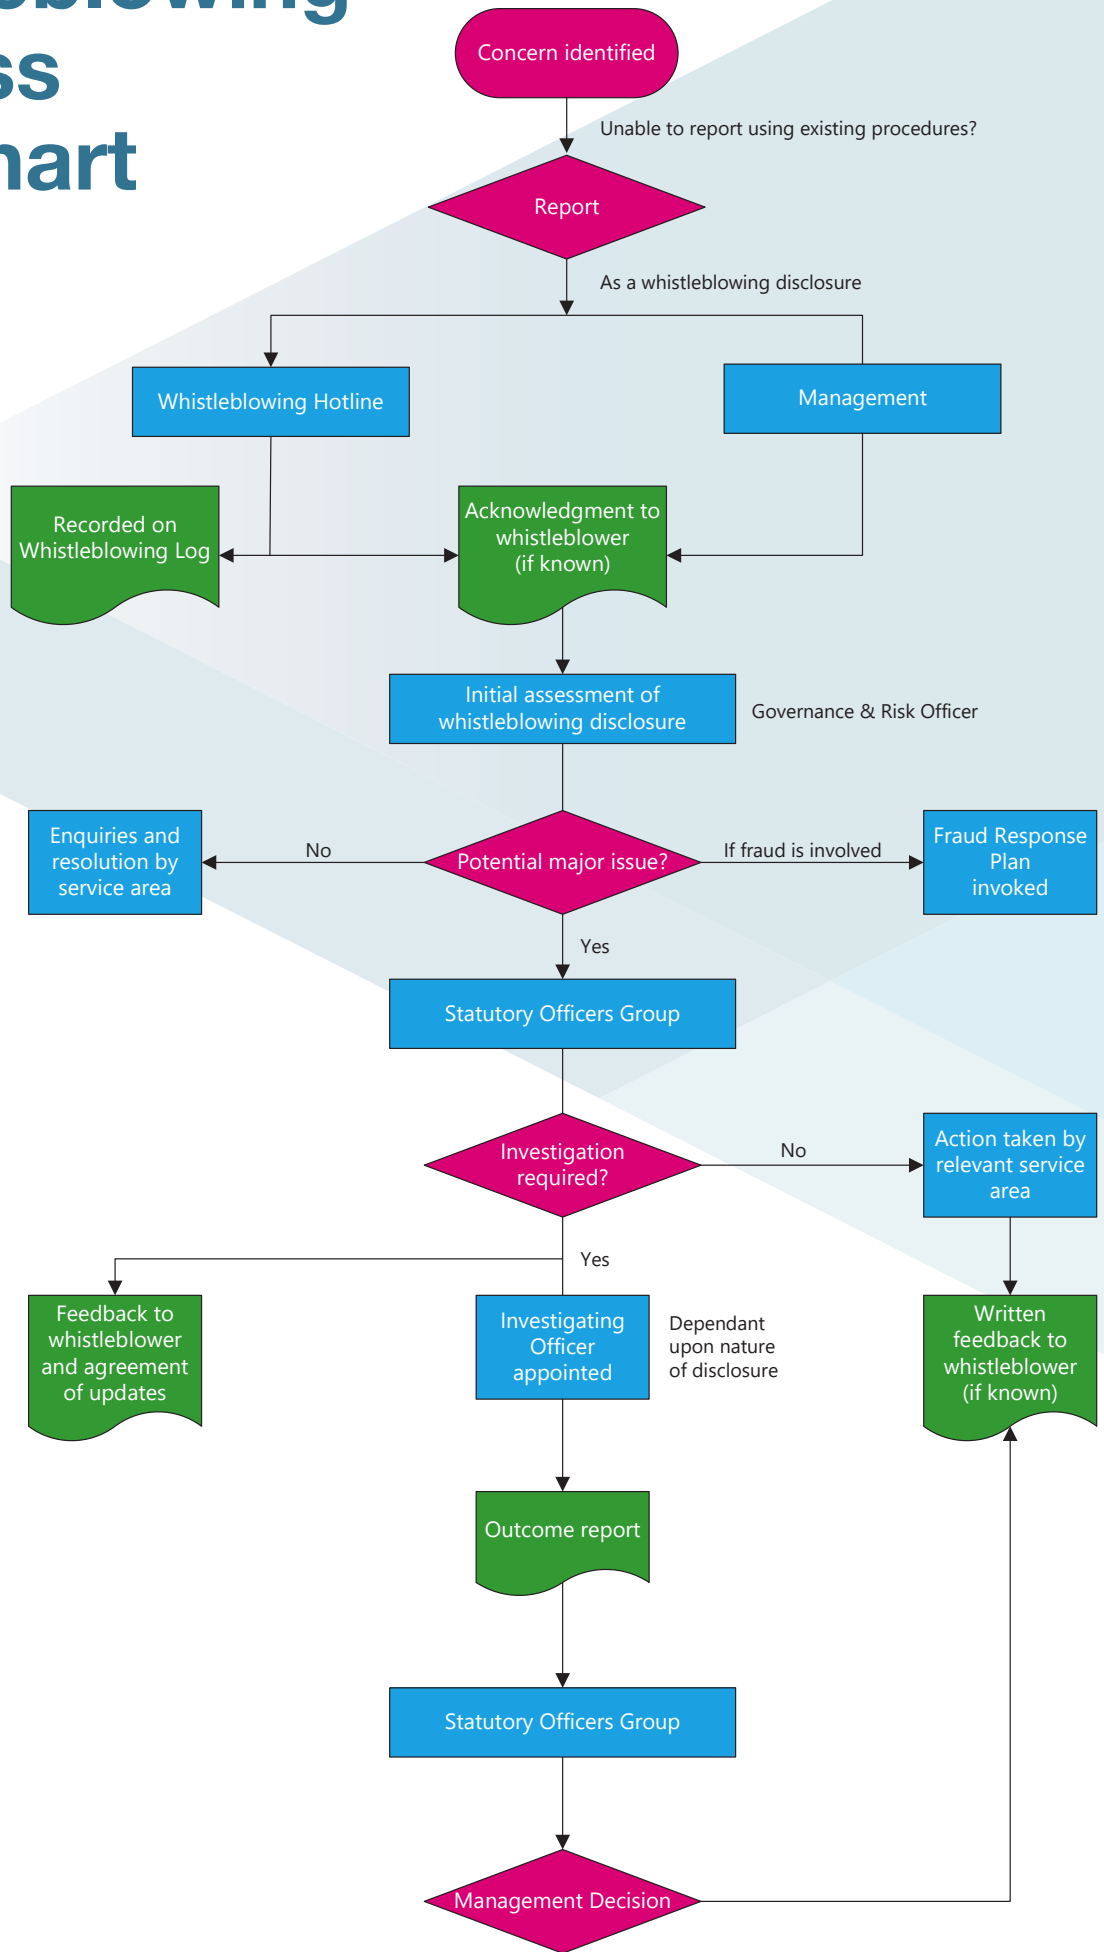 Concern identified
Unable to report using existing procedures?
Report
As a whistleblowing disclosure
Whistleblowing Hotline
Management
Recorded on
Whistleblowing Log
Acknowledgment to
whistleblower
(if known)
Initial assessment of
whistleblowing disclosure
Governance & Risk Officer
Enquiries and
resolution by
service area
No
Potential major issue?
If fraud is involved
Fraud Response
Plan
invoked
Yes
Statutory Officers Group
Investigation
required?
No
Action taken by
relevant service
area
Yes
Feedback to
whistleblower
and agreement
of updates
Investigating
Officer
appointed
Dependant
upon nature
of disclosure
Written
feedback to
whistleblower
(if known)
Outcome report
Statutory Officers Group
Management Decision